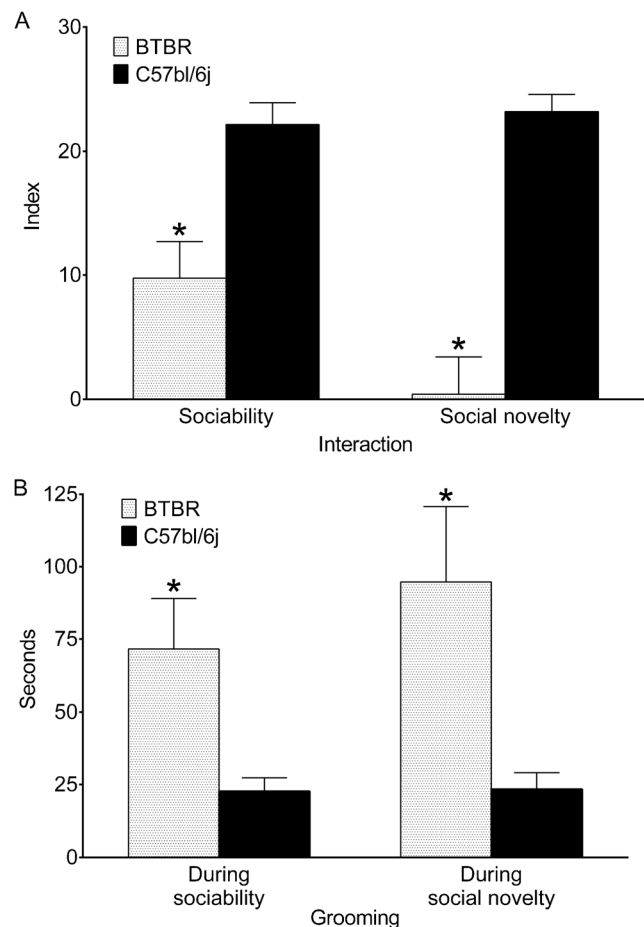 A
30
BTBR
C57bl/6j
20
Index
*
10
*
0
Sociability
Social novelty
Interaction
B
125
BTBR
*
C57bl/6j
100
*
75
Seconds
50
25
0
During
sociability
During
social novelty
Grooming